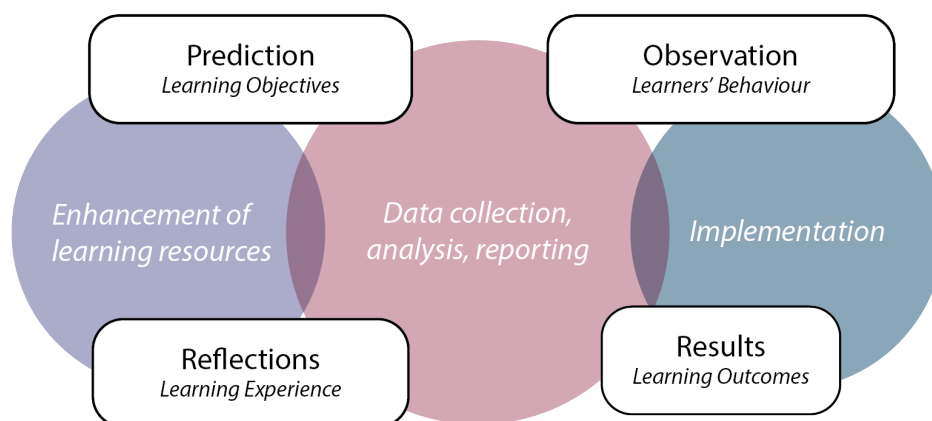 Prediction
Learning Objectives
Observation
Learners' Behaviour
Enhancement of
learning resources
Data collection,
analysis, reporting
Implementation
Reflections
Learning Experience
Results
Learning Outcomes